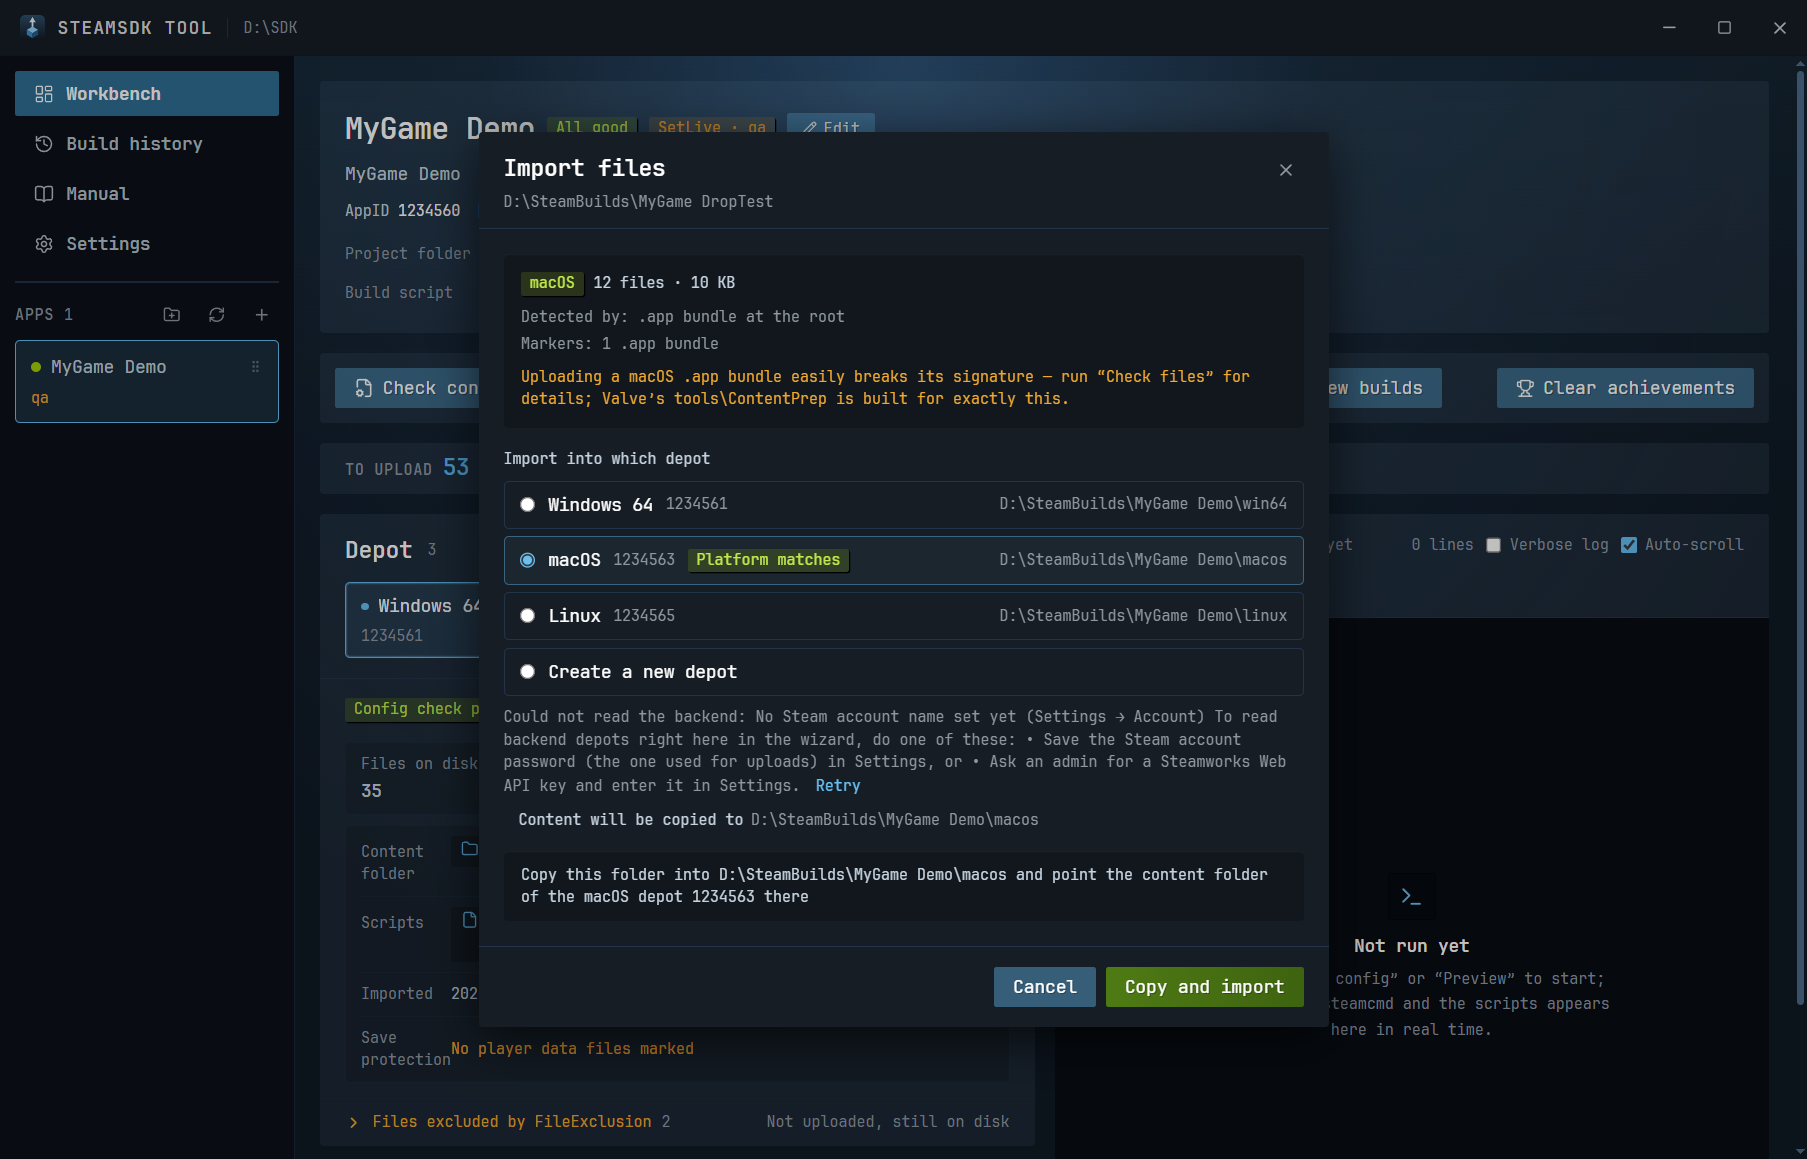 STEAMSDK TOOL
D:\SDK
Workbench
Build history
Manual
Settings
APPS 1
MyGame Demo
qa
MyGame Demo All good SetLive · qa Edit
MyGame Demo
AppID 1234560
Project folder
Build script
Check con
ew builds
Clear achievements
TO UPLOAD 53
Depot 3
Windows 64
1234561
Config check p
Files on disk
35
Content
folder
Scripts
Imported 202
Save
protection
No player data files marked
Files excluded by FileExclusion 2
Not uploaded, still on disk
yet
0 lines
Verbose log
Auto-scroll
Not run yet
config” or “Preview” to start;
teamcmd and the scripts appears
here in real time.
Import files
D:\SteamBuilds\MyGame DropTest
macOS 12 files · 10 KB
Detected by: .app bundle at the root
Markers: 1 .app bundle
Uploading a macOS .app bundle easily breaks its signature — run “Check files” for
details; Valve’s tools\ContentPrep is built for exactly this.
Import into which depot
Windows 64 1234561 D:\SteamBuilds\MyGame Demo\win64
macOS 1234563 Platform matches D:\SteamBuilds\MyGame Demo\macos
Linux 1234565 D:\SteamBuilds\MyGame Demo\linux
Create a new depot
Could not read the backend: No Steam account name set yet (Settings → Account) To read
backend depots right here in the wizard, do one of these: • Save the Steam account
password (the one used for uploads) in Settings, or • Ask an admin for a Steamworks Web
API key and enter it in Settings. Retry
Content will be copied to D:\SteamBuilds\MyGame Demo\macos
Copy this folder into D:\SteamBuilds\MyGame Demo\macos and point the content folder
of the macOS depot 1234563 there
Cancel
Copy and import